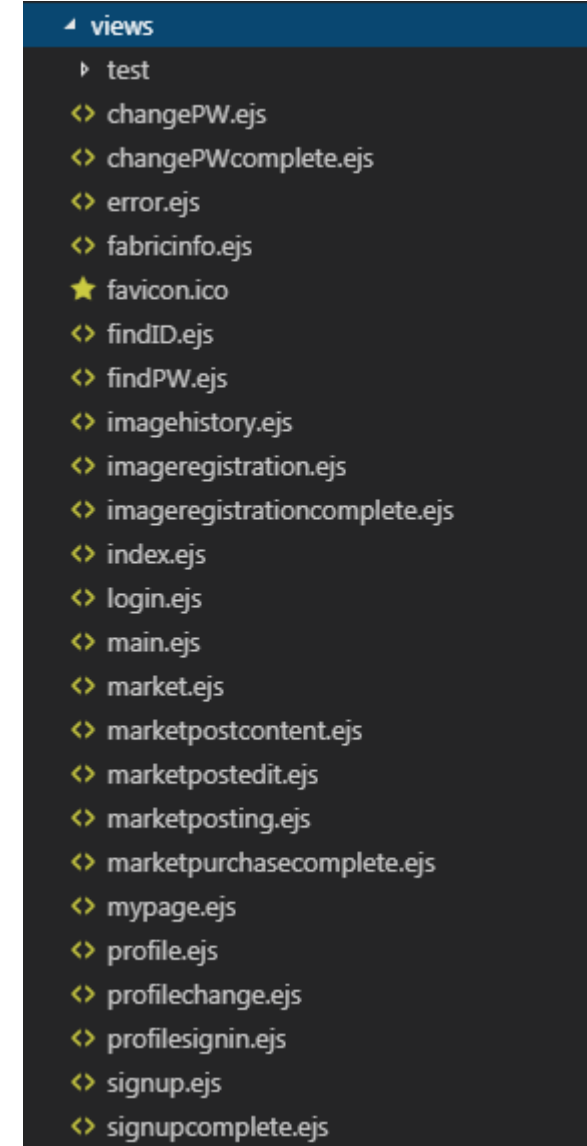 views
test
changePW.ejs
changePWcomplete.ejs
error.ejs
fabricinfo.ejs
favicon.ico
findID.ejs
findPW.ejs
imagehistory.ejs
imageregistration.ejs
imageregistrationcomplete.ejs
index.ejs
login.ejs
main.ejs
market.ejs
marketpostcontent.ejs
marketpostedit.ejs
marketposting.ejs
marketpurchasecomplete.ejs
mypage.ejs
profile.ejs
profilechange.ejs
profilesignin.ejs
signup.ejs
signupcomplete.ejs